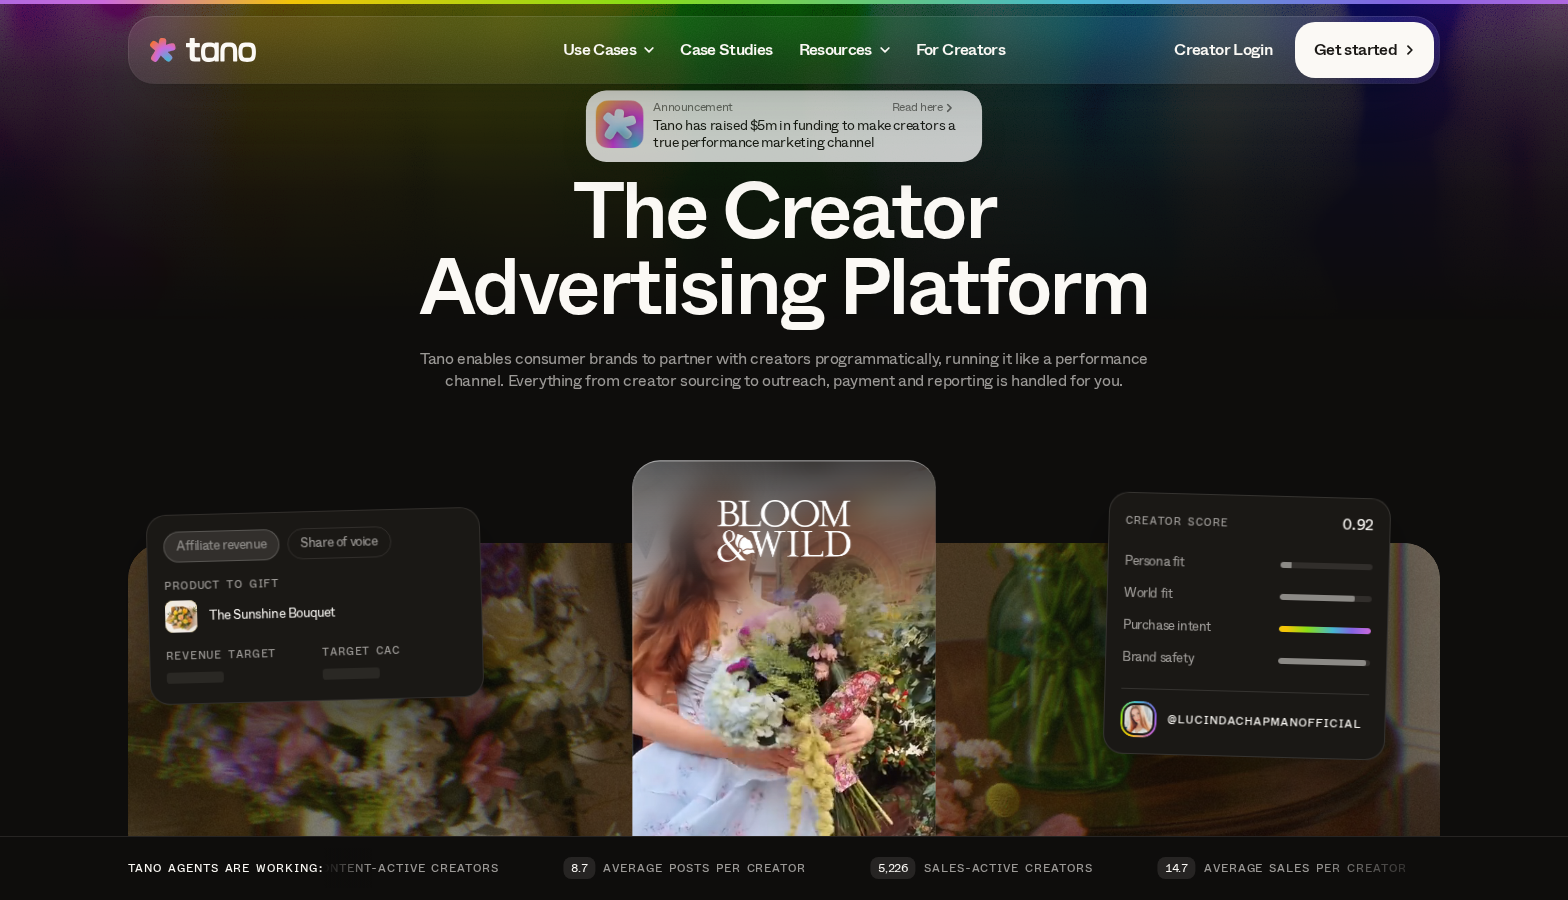 tano
Use Cases
Case Studies
Resources
For Creators
Creator Login
Get started
Announcement
Read here
Tano has raised $5m in funding to make creators a
true performance marketing channel
The Creator
Advertising Platform
Tano enables consumer brands to partner with creators programmatically, running it like a performance
channel. Everything from creator sourcing to outreach, payment and reporting is handled for you.
BLOOM
&WILD
Affiliate revenue
Share of voice
PRODUCT TO GIFT
The Sunshine Bouquet
REVENUE TARGET
TARGET CAC
CREATOR SCORE
0.92
Persona fit
World fit
Purchase intent
Brand safety
@LUCINDACHAPMANOFFICIAL
TANO AGENTS ARE WORKING:
NTENT-ACTIVE CREATORS
8.7 AVERAGE POSTS PER CREATOR
5,226 SALES-ACTIVE CREATORS
14.7 AVERAGE SALES PER CREATOR